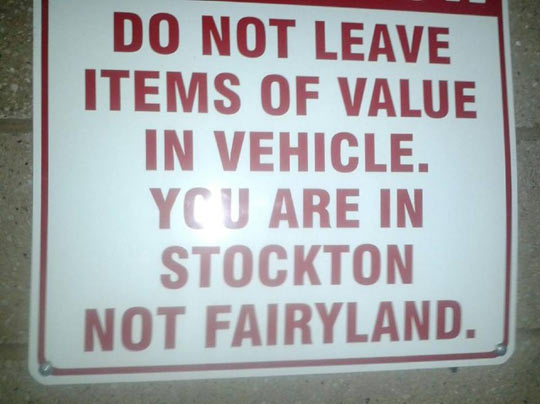 DO NOT LEAVE
ITEMS OF VALUE
IN VEHICLE.
YOU ARE IN
STOCKTON
NOT FAIRYLAND.